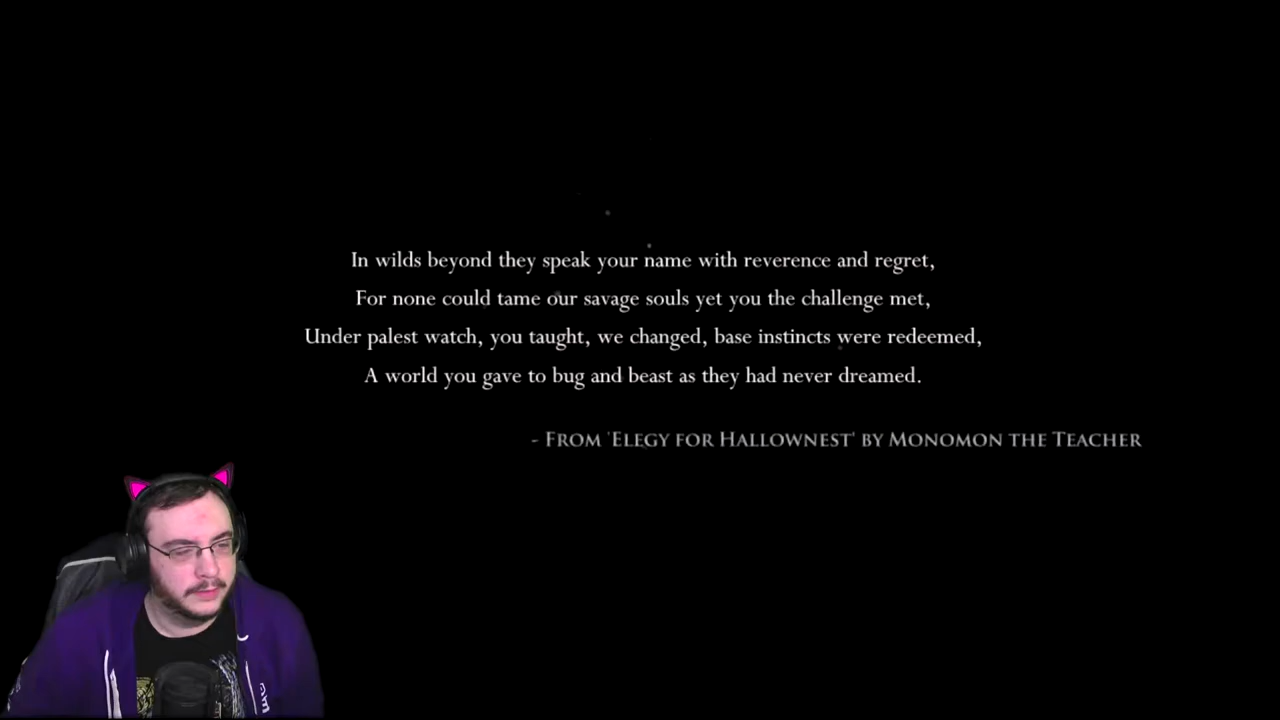 In wilds beyond they speak your name with reverence and regret,
For none could tame our savage souls yet you the challenge met,
Under palest watch, you taught, we changed, base instincts were redeemed,
A world you gave to bug and beast as they had never dreamed.
- From 'Elegy for Hallownest' by Monomon the Teacher